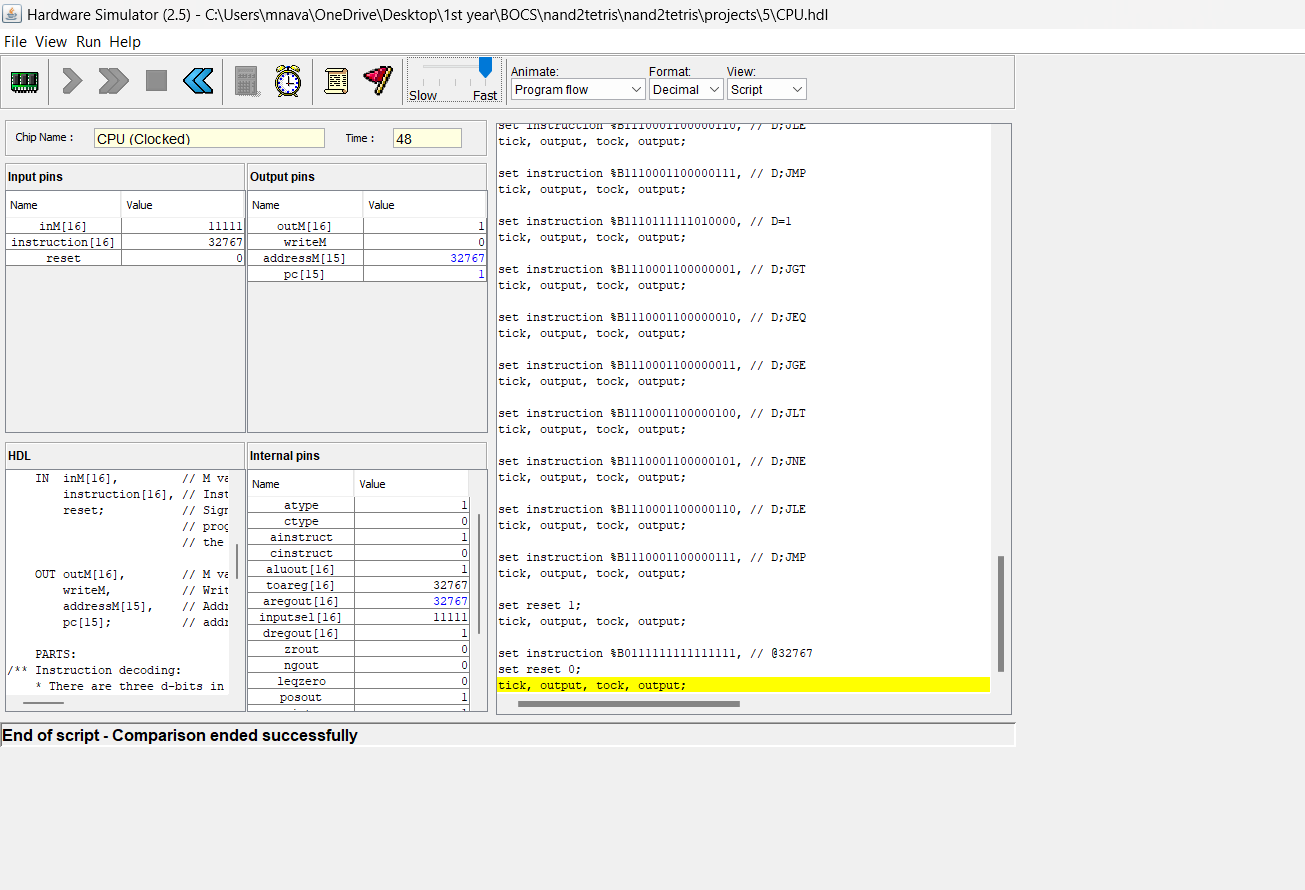 Hardware Simulator (2.5) - C:\Users\mnava\OneDrive\Desktop\1st year\BOCS\nand2tetris\nand2tetris\projects\5\CPU.hdl
File View Run Help
Slow Fast
Animate: Format: View:
Program flow Decimal Script
Chip Name : CPU (Clocked) Time : 48
Input pins
Name Value
inM[16] 11111
instruction[16] 32767
reset 0
Output pins
Name Value
outM[16] 1
writeM 0
addressM[15] 32767
pc[15] 1
HDL
IN inM[16], // M va
instruction[16], // Inst
reset; // Sign
// prog
// the
OUT outM[16], // M va
writeM, // Writ
addressM[15], // Addr
pc[15]; // addr
PARTS:
/** Instruction decoding:
* There are three d-bits in
Internal pins
Name Value
atype 1
ctype 0
ainstruct 1
cinstruct 0
aluout[16] 1
toareg[16] 32767
aregout[16] 32767
inputsel[16] 11111
dregout[16] 1
zrout 0
ngout 0
leqzero 0
posout 1
set instruction %B1110001100000110, // D;JLE
tick, output, tock, output;
set instruction %B1110001100000111, // D;JMP
tick, output, tock, output;
set instruction %B1110111111010000, // D=1
tick, output, tock, output;
set instruction %B1110001100000001, // D;JGT
tick, output, tock, output;
set instruction %B1110001100000010, // D;JEQ
tick, output, tock, output;
set instruction %B1110001100000011, // D;JGE
tick, output, tock, output;
set instruction %B1110001100000100, // D;JLT
tick, output, tock, output;
set instruction %B1110001100000101, // D;JNE
tick, output, tock, output;
set instruction %B1110001100000110, // D;JLE
tick, output, tock, output;
set instruction %B1110001100000111, // D;JMP
tick, output, tock, output;
set reset 1;
tick, output, tock, output;
set instruction %B0111111111111111, // @32767
set reset 0;
tick, output, tock, output;
End of script - Comparison ended successfully